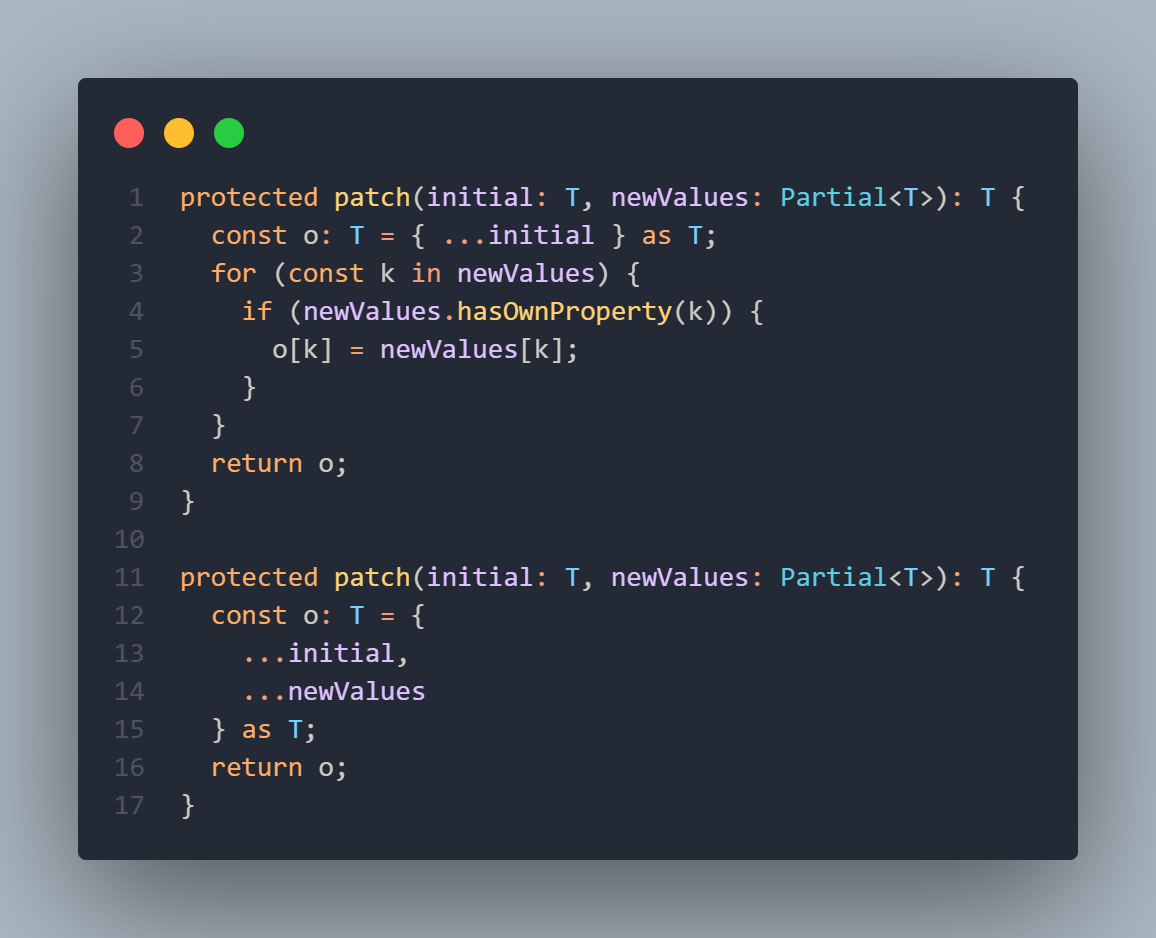 1 protected patch(initial: T, newValues: Partial<T>): T {
2   const o: T = { ...initial } as T;
3   for (const k in newValues) {
4     if (newValues.hasOwnProperty(k)) {
5       o[k] = newValues[k];
6     }
7   }
8   return o;
9 }
10
11 protected patch(initial: T, newValues: Partial<T>): T {
12   const o: T = {
13     ...initial,
14     ...newValues
15   } as T;
16   return o;
17 }